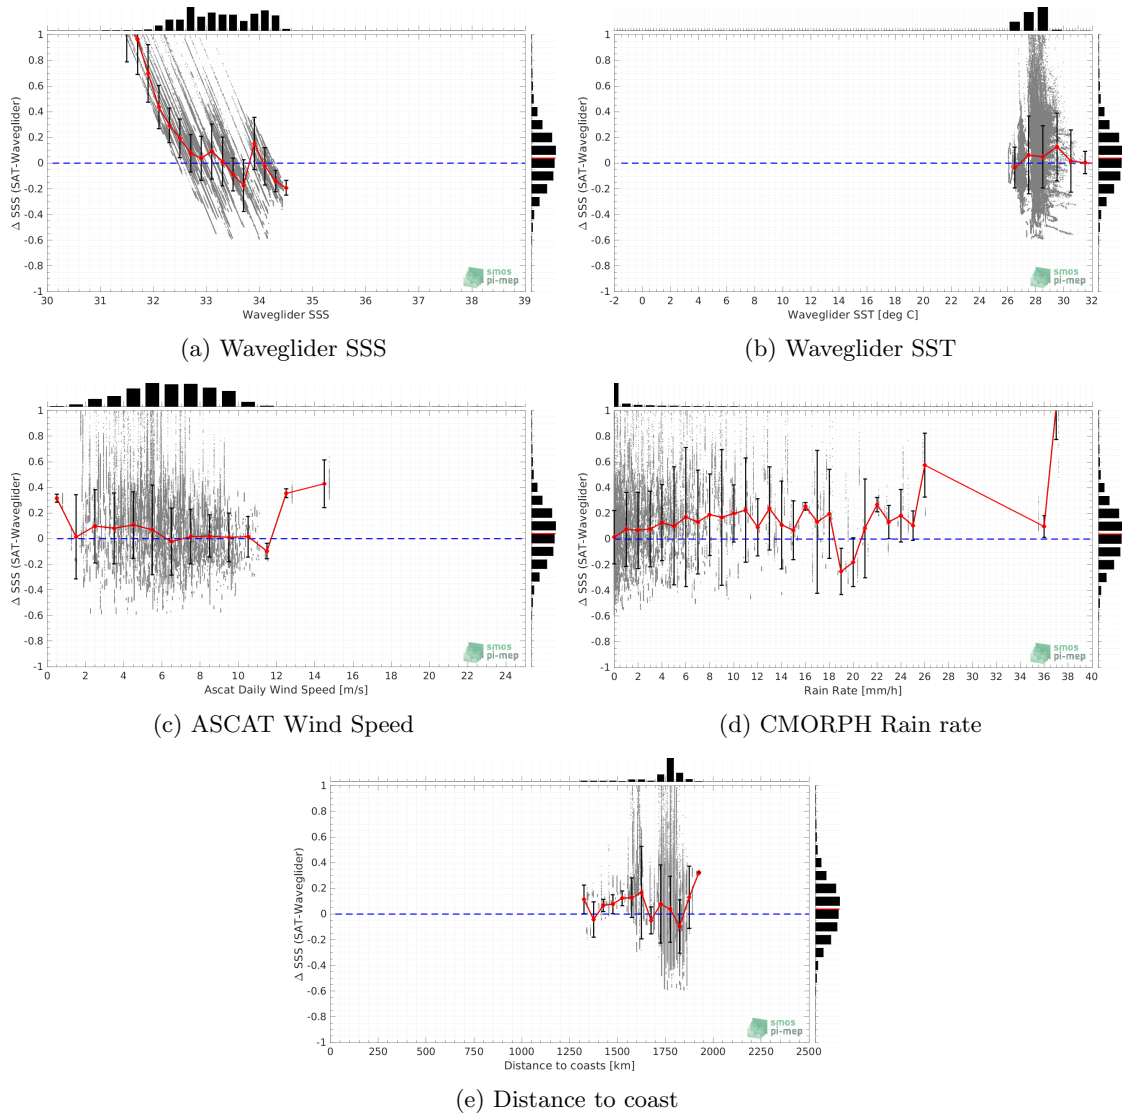 1
0.8
0.6
0.4
0.2
0
-0.2
-0.4
-0.6
-0.8
-1
Δ SSS (SAT-Waveglider)
30 31 32 33 34 35 36 37 38 39
Waveglider SSS
smos
pi-mep
(a) Waveglider SSS
1
0.8
0.6
0.4
0.2
0
-0.2
-0.4
-0.6
-0.8
-1
Δ SSS (SAT-Waveglider)
-2 0 2 4 6 8 10 12 14 16 18 20 22 24 26 28 30 32
Waveglider SST [deg C]
smos
pi-mep
(b) Waveglider SST
1
0.8
0.6
0.4
0.2
0
-0.2
-0.4
-0.6
-0.8
-1
Δ SSS (SAT-Waveglider)
0 2 4 6 8 10 12 14 16 18 20 22 24
Ascat Daily Wind Speed [m/s]
smos
pi-mep
(c) ASCAT Wind Speed
1
0.8
0.6
0.4
0.2
0
-0.2
-0.4
-0.6
-0.8
-1
Δ SSS (SAT-Waveglider)
0 2 4 6 8 10 12 14 16 18 20 22 24 26 28 30 32 34 36 38 40
Rain Rate [mm/h]
smos
pi-mep
(d) CMORPH Rain rate
1
0.8
0.6
0.4
0.2
0
-0.2
-0.4
-0.6
-0.8
-1
Δ SSS (SAT-Waveglider)
0 250 500 750 1000 1250 1500 1750 2000 2250 2500
Distance to coasts [km]
smos
pi-mep
(e) Distance to coast